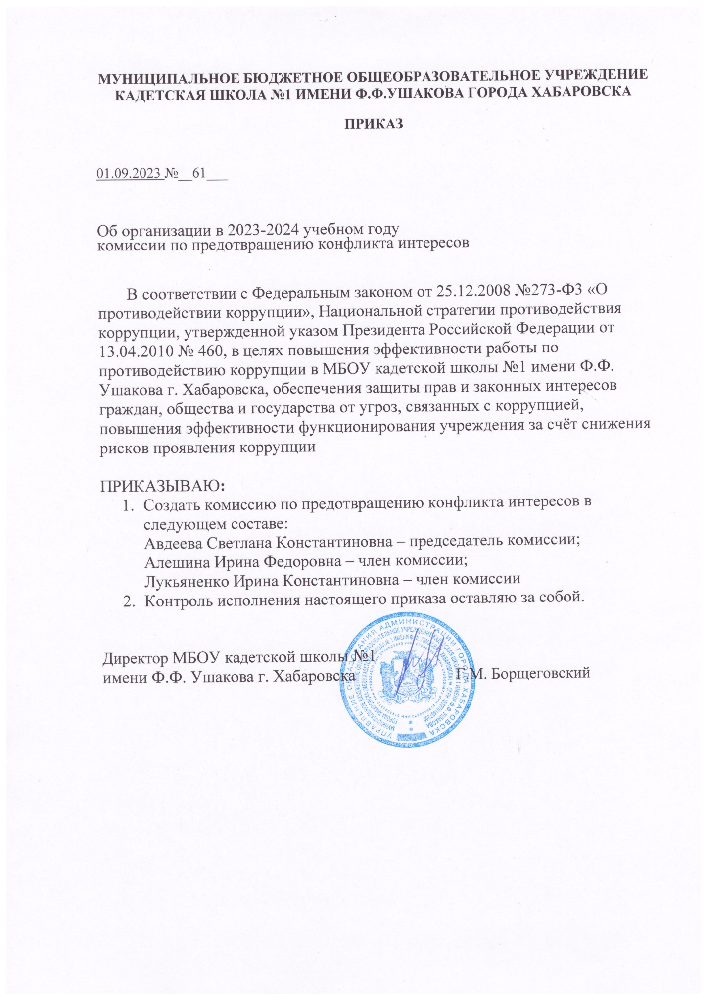 МУНИЦИПАЛЬНОЕ БЮДЖЕТНОЕ ОБЩЕОБРАЗОВАТЕЛЬНОЕ УЧРЕЖДЕНИЕ
КАДЕТСКАЯ ШКОЛА №1 ИМЕНИ Ф.Ф.УШАКОВА ГОРОДА ХАБАРОВСКА
ПРИКАЗ
01.09.2023 №__61___
Об организации в 2023-2024 учебном году
комиссии по предотвращению конфликта интересов
В соответствии с Федеральным законом от 25.12.2008 №273-ФЗ «О
противодействии коррупции», Национальной стратегии противодействия
коррупции, утвержденной указом Президента Российской Федерации от
13.04.2010 № 460, в целях повышения эффективности работы по
противодействию коррупции в МБОУ кадетской школы №1 имени Ф.Ф.
Ушакова г. Хабаровска, обеспечения защиты прав и законных интересов
граждан, общества и государства от угроз, связанных с коррупцией,
повышения эффективности функционирования учреждения за счёт снижения
рисков проявления коррупции
ПРИКАЗЫВАЮ:
1. Создать комиссию по предотвращению конфликта интересов в
следующем составе:
Авдеева Светлана Константиновна – председатель комиссии;
Алешина Ирина Федоровна – член комиссии;
Лукьяненко Ирина Константиновна – член комиссии
2. Контроль исполнения настоящего приказа оставляю за собой.
Директор МБОУ кадетской школы №1
имени Ф.Ф. Ушакова г. Хабаровска Г.М. Борщеговский
УПРАВЛЕНИЕ ОБРАЗОВАНИЯ АДМИНИСТРАЦИИ ГОРОДА ХАБАРОВСКА
МУНИЦИПАЛЬНОЕ БЮДЖЕТНОЕ ОБЩЕОБРАЗОВАТЕЛЬНОЕ УЧРЕЖДЕНИЕ КАДЕТСКАЯ ШКОЛА № 1 ИМЕНИ Ф.Ф. УШАКОВА